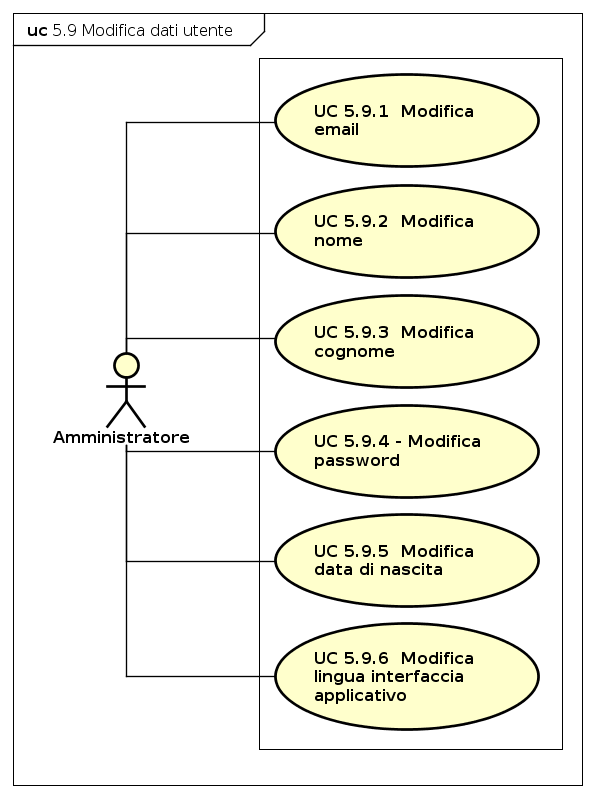 uc 5.9 Modifica dati utente
UC 5.9.1  Modifica
email
UC 5.9.2  Modifica
nome
UC 5.9.3  Modifica
cognome
Amministratore
UC 5.9.4 - Modifica
password
UC 5.9.5  Modifica
data di nascita
UC 5.9.6  Modifica
lingua interfaccia
applicativo